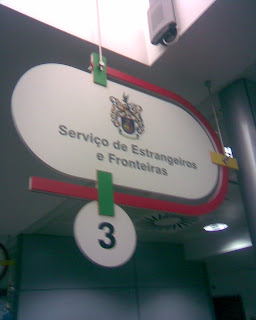 Serviço de Estrangeiros
e Fronteiras
3